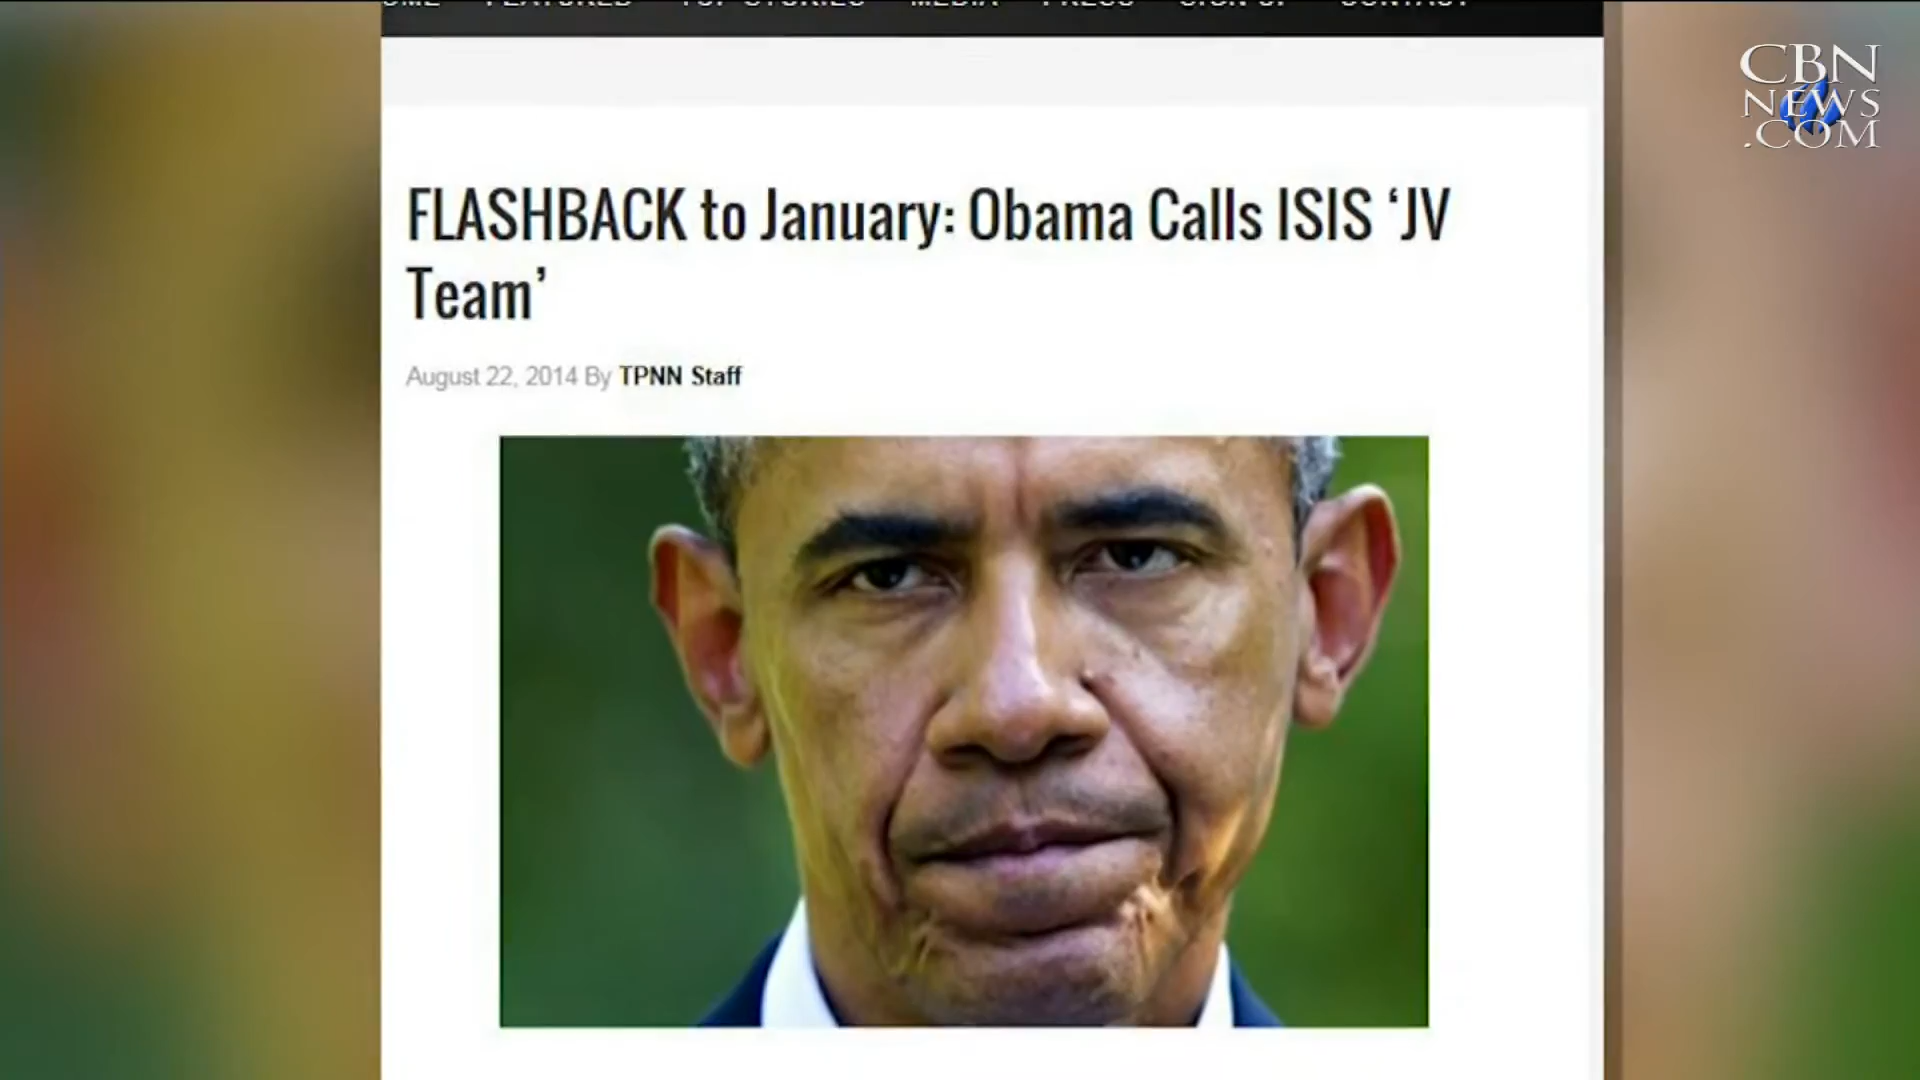 CBN
NEWS
.COM
FLASHBACK to January: Obama Calls ISIS ‘JV
Team’
August 22, 2014 By TPNN Staff